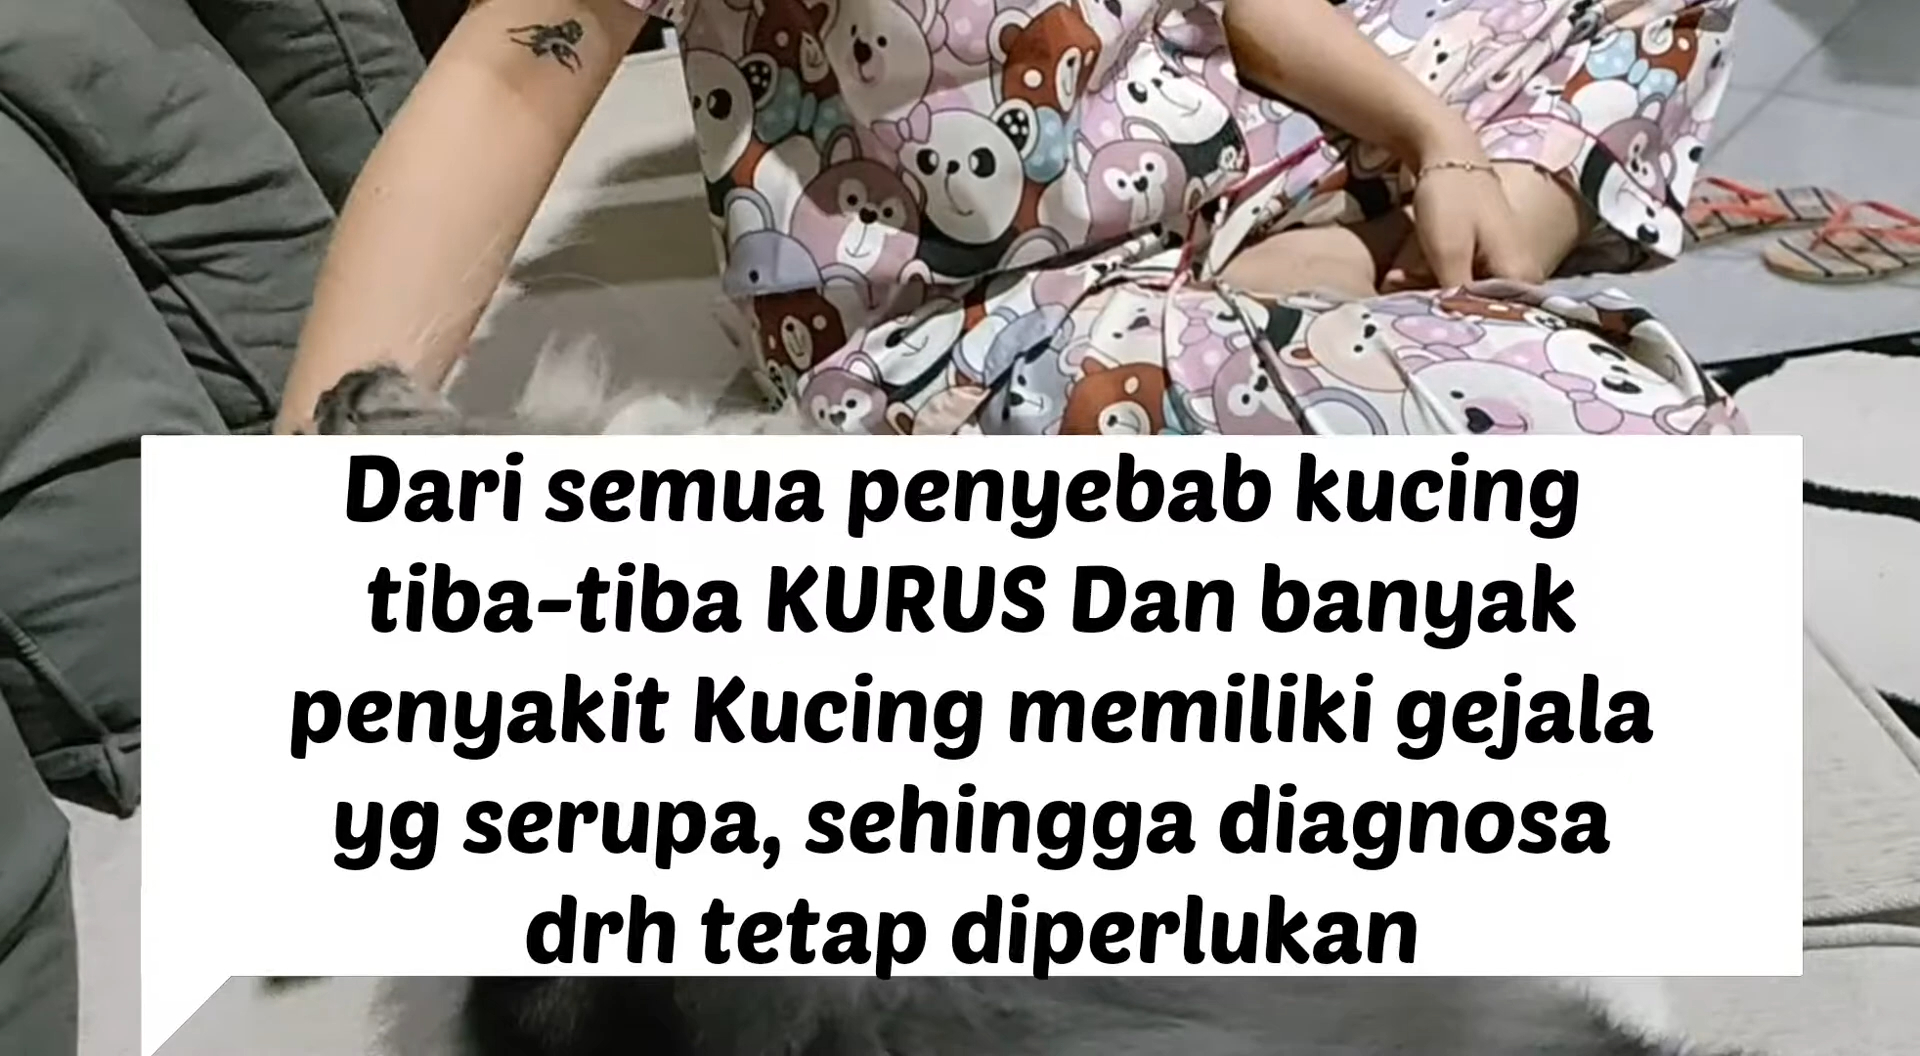 Dari semua penyebab kucing
tiba-tiba KURUS Dan banyak
penyakit Kucing memiliki gejala
yg serupa, sehingga diagnosa
drh tetap diperlukan